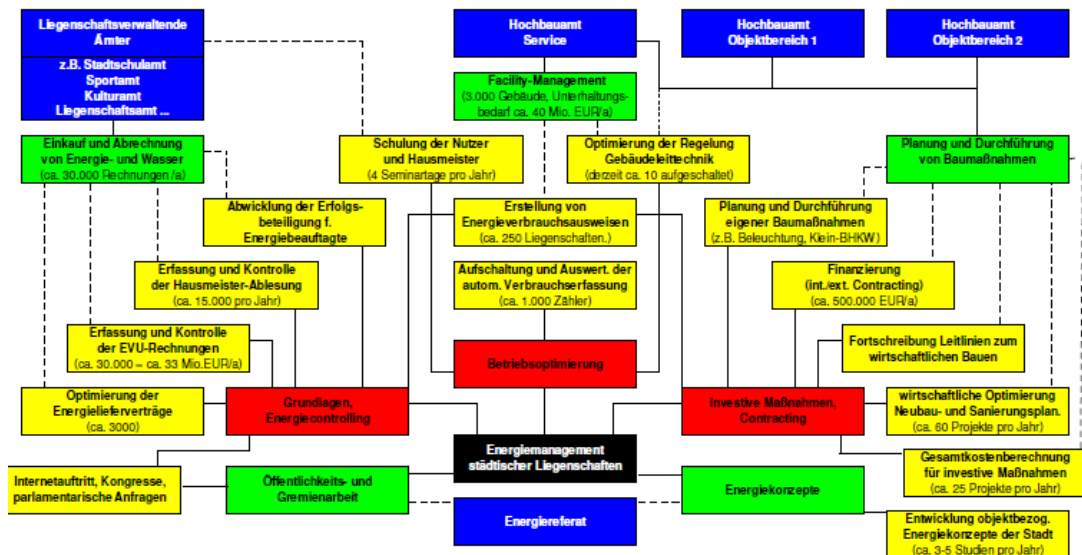 Liegenschaftsverwaltende
Ämter
z.B. Stadtschulamt
Sportamt
Kulturamt
Liegenschaftsamt ...
Hochbauamt
Service
Hochbauamt
Objektbereich 1
Hochbauamt
Objektbereich 2
Facility-Management
(3.000 Gebäude, Unterhaltungs-
bedarf ca. 40 Mio. EUR/a)
Einkauf und Abrechnung
von Energie- und Wasser
(ca. 30.000 Rechnungen /a)
Schulung der Nutzer
und Hausmeister
(4 Seminartage pro Jahr)
Optimierung der Regelung
Gebäudeleittechnik
(derzeit ca. 10 aufgeschaltet)
Planung und Durchführung
von Baumaßnahmen
Abwicklung der Erfolgs-
beteiligung f.
Energiebeauftagte
Erstellung von
Energieverbrauchsausweisen
(ca. 250 Liegenschaften.)
Planung und Durchführung
eigener Baumaßnahmen
(z.B. Beleuchtung, Klein-BHKW)
Erfassung und Kontrolle
der Hausmeister-Ablesung
(ca. 15.000 pro Jahr)
Aufschaltung und Auswert. der
autom. Verbrauchserfassung
(ca. 1.000 Zähler)
Finanzierung
(int./ext. Contracting)
(ca. 500.000 EUR/a)
Erfassung und Kontrolle
der EVU-Rechnungen
(ca. 30.000 = ca. 33 Mio.EUR/a)
Betriebsoptimierung
Fortschreibung Leitlinien zum
wirtschaftlichen Bauen
Optimierung der
Energielieferverträge
(ca. 3000)
Grundlagen,
Energiecontrolling
Investive Maßnahmen,
Contracting
wirtschaftliche Optimierung
Neubau- und Sanierungsplan.
(ca. 60 Projekte pro Jahr)
Energiemanagement
städtischer Liegenschaften
Gesamtkostenberechnung
für investive Maßnahmen
(ca. 25 Projekte pro Jahr)
Internetauftritt, Kongresse,
parlamentarische Anfragen
Öffentlichkeits- und
Gremienarbeit
Energiekonzepte
Energiereferat
Entwicklung objektbezog.
Energiekonzepte der Stadt
(ca. 3-5 Studien pro Jahr)